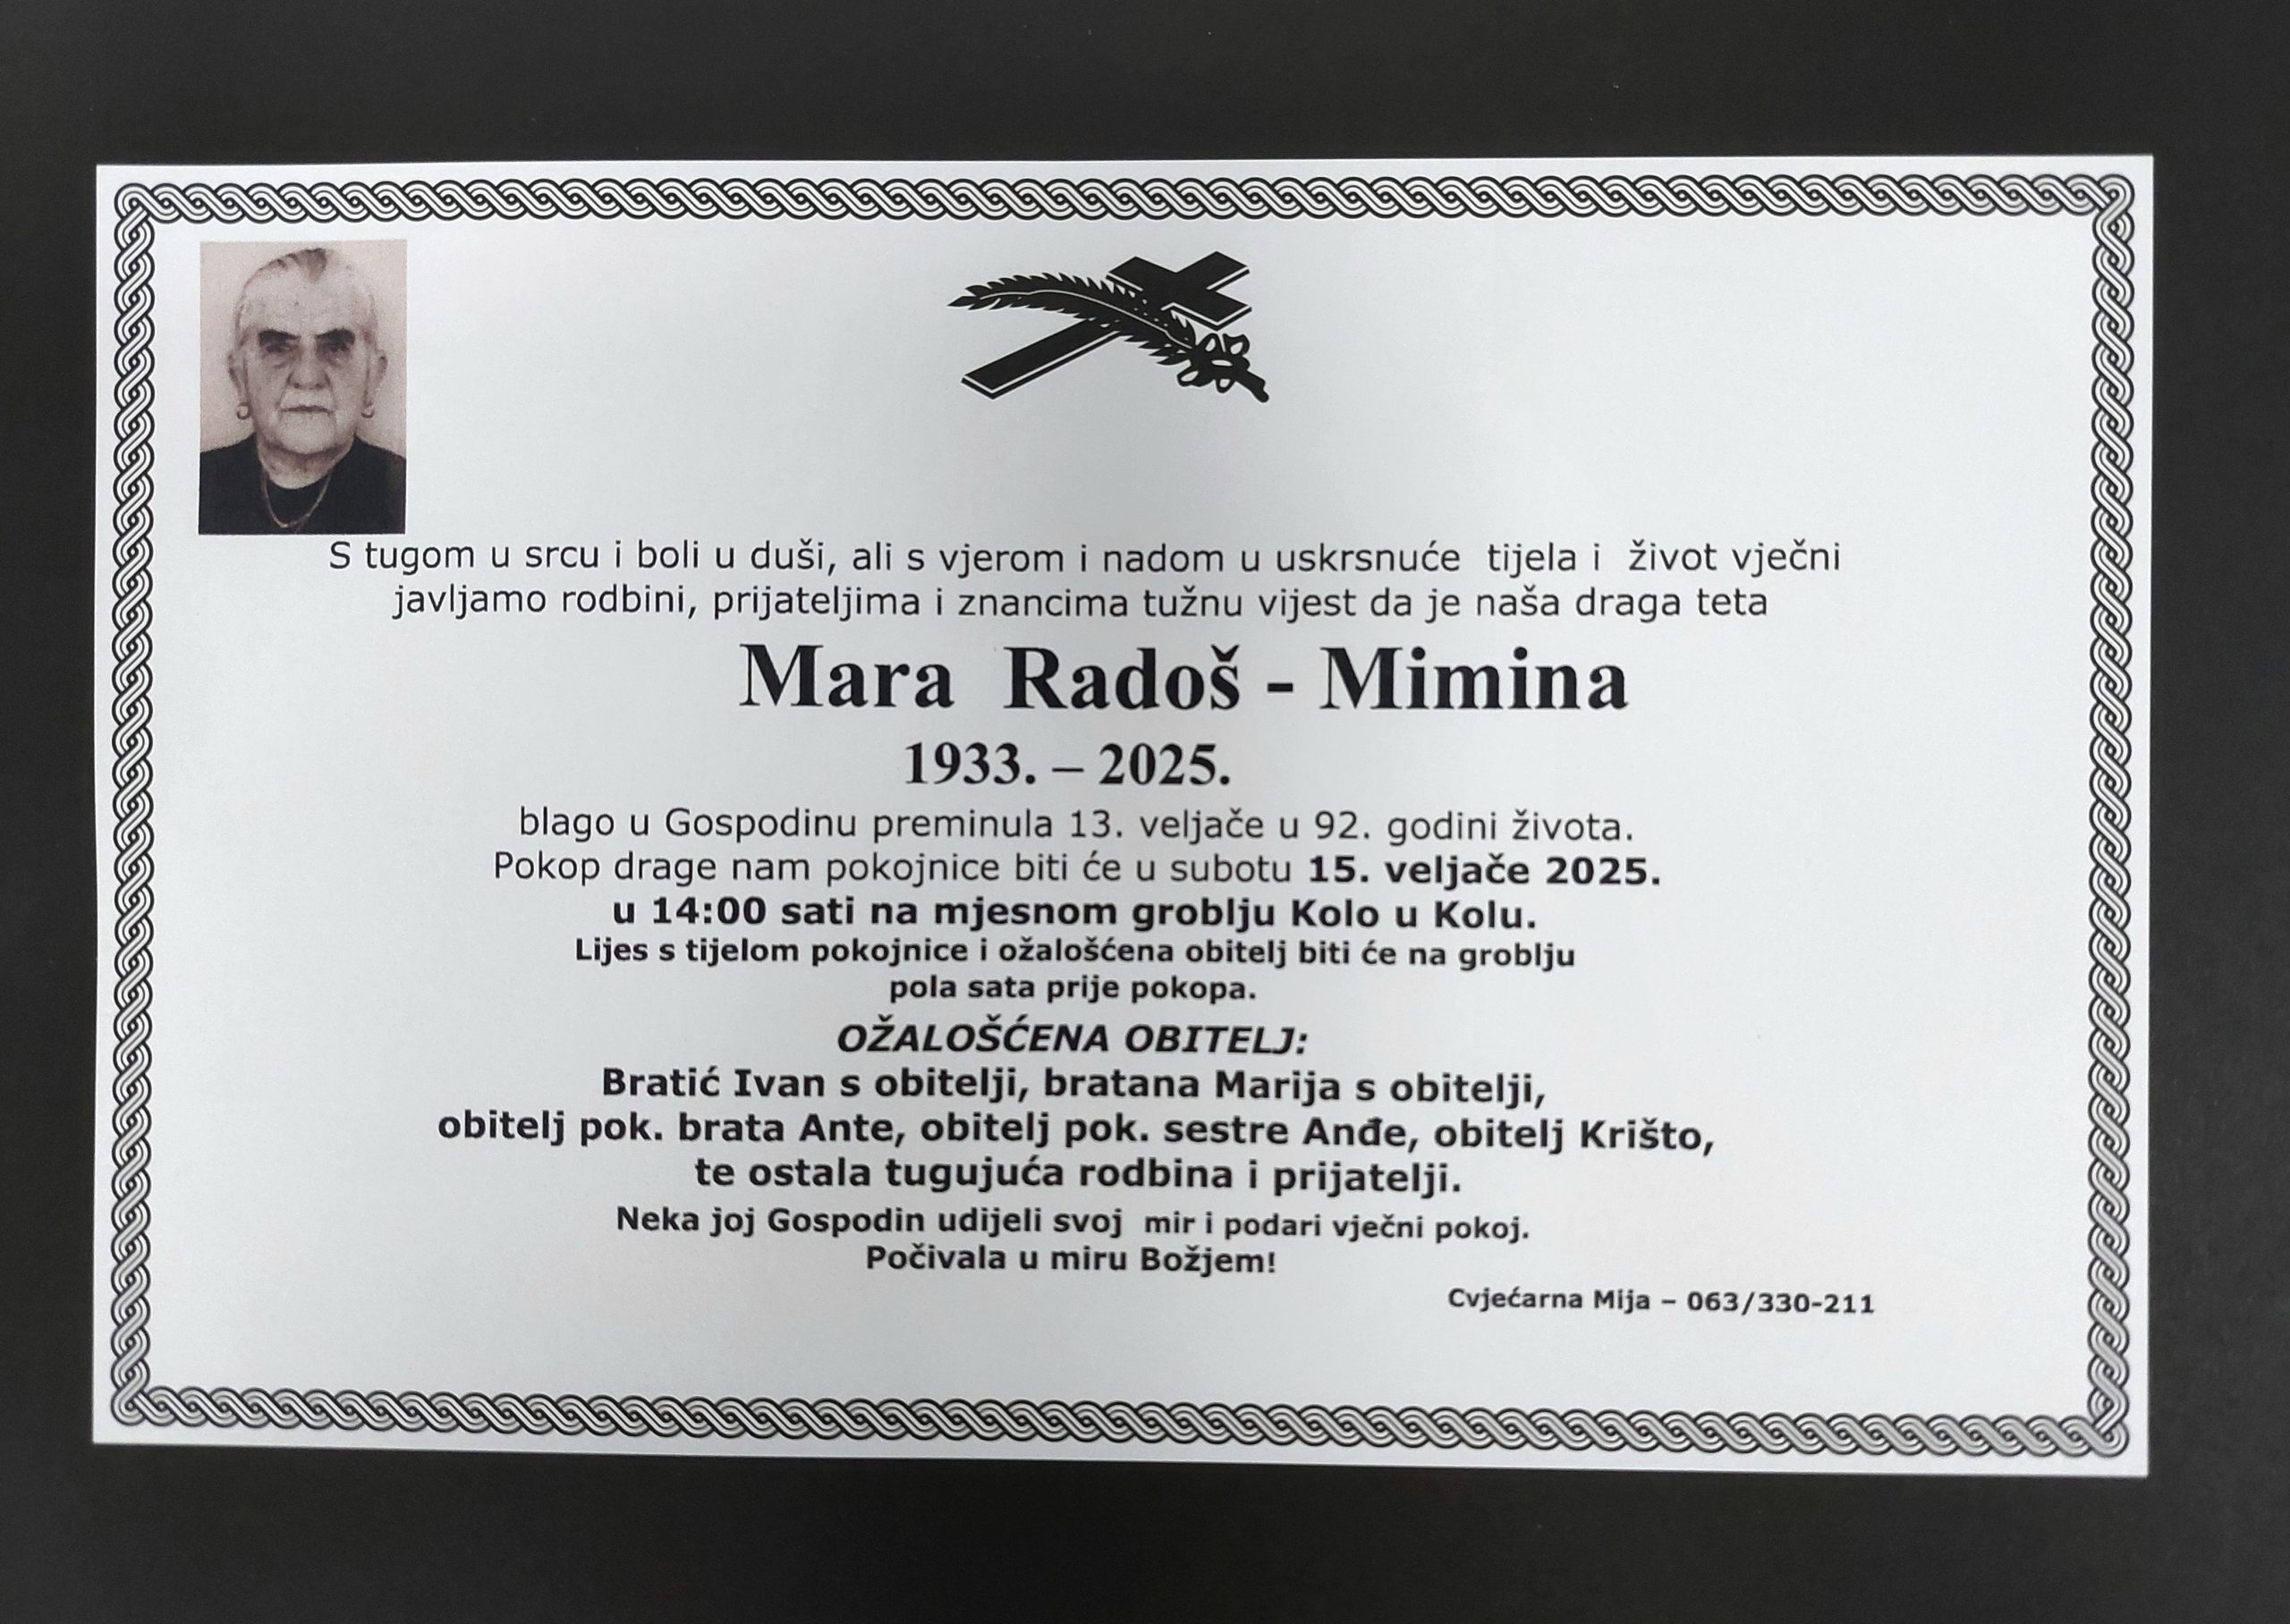 S tugom u srcu i boli u duši, ali s vjerom i nadom u uskrsnuće tijela i život vječni
javljamo rodbini, prijateljima i znancima tužnu vijest da je naša draga teta
Mara Radoš - Mimina
1933. – 2025.
blago u Gospodinu preminula 13. veljače u 92. godini života.
Pokop drage nam pokojnice biti će u subotu 15. veljače 2025.
u 14:00 sati na mjesnom groblju Kolo u Kolu.
Lijes s tijelom pokojnice i ožalošćena obitelj biti će na groblju
pola sata prije pokopa.
OŽALOŠĆENA OBITELJ:
Bratić Ivan s obitelji, bratana Marija s obitelji,
obitelj pok. brata Ante, obitelj pok. sestre Anđe, obitelj Krišto,
te ostala tugujuća rodbina i prijatelji.
Neka joj Gospodin udijeli svoj mir i podari vječni pokoj.
Počivala u miru Božjem!
Cvjećarna Mija – 063/330-211